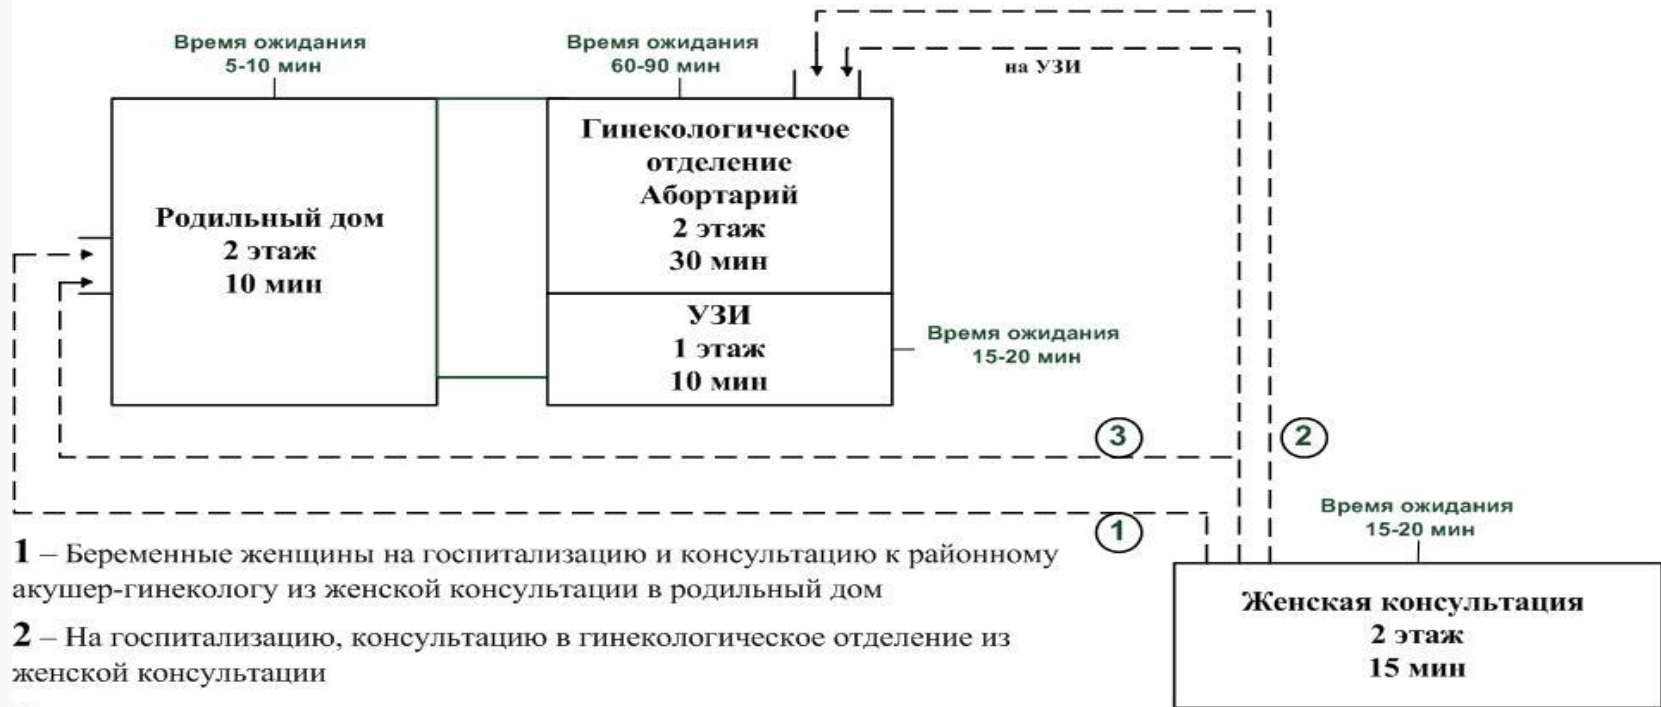 Время ожидания
5-10 мин
Время ожидания
60-90 мин
на УЗИ
Родильный дом
2 этаж
10 мин
Гинекологическое
отделение
Абортарий
2 этаж
30 мин
УЗИ
1 этаж
10 мин
Время ожидания
15-20 мин
3
2
1
Время ожидания
15-20 мин
Женская консультация
2 этаж
15 мин
1 – Беременные женщины на госпитализацию и консультацию к районному
акушер-гинекологу из женской консультации в родильный дом
2 – На госпитализацию, консультацию в гинекологическое отделение из
женской консультации